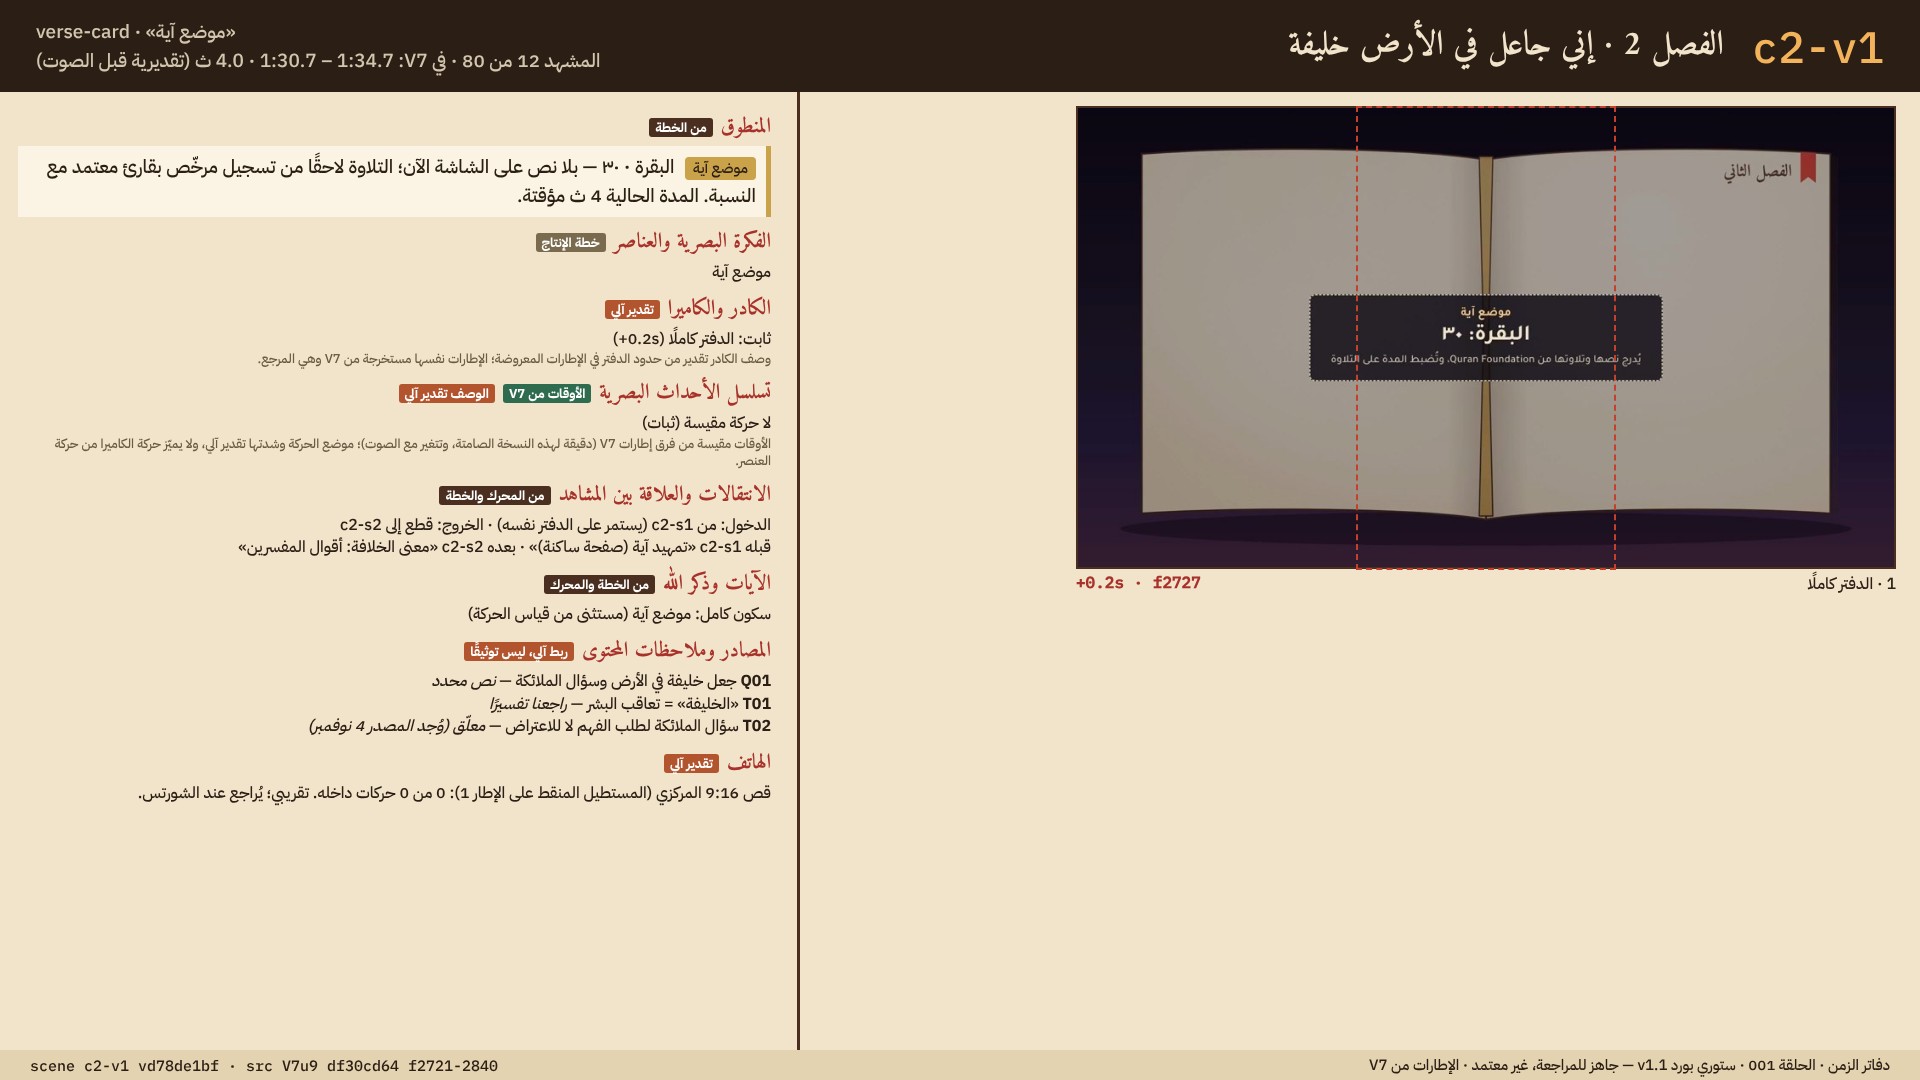 c2-v1 الفصل 2 · إني جاعل في الأرض خليفة
verse-card · «موضع آية»
المشهد 12 من 80 · في V7: 1:30.7 – 1:34.7 · 4.0 ث (تقديرية قبل الصوت)
الفصل الثاني
موضع آية
البقرة: ٣٠
يُدرج نصها وتلاوتها من Quran Foundation، وتُضبط المدة على التلاوة
1 · الدفتر كاملًا
+0.2s · f2727
المنطوق من الخطة
موضع آية البقرة ٣٠٠ — بلا نص على الشاشة الآن؛ التلاوة لاحقًا من تسجيل مرخّص بقارئ معتمد مع
النسبة. المدة الحالية 4 ث مؤقتة.
الفكرة البصرية والعناصر خطة الإنتاج
موضع آية
الكادر والكاميرا تقدير آلي
ثابت: الدفتر كاملًا (+0.2s)
وصف الكادر تقدير من حدود الدفتر في الإطارات المعروضة؛ الإطارات نفسها مستخرجة من V7 وهي المرجع.
تسلسل الأحداث البصرية الأوقات من V7 الوصف تقدير آلي
لا حركة مقيسة (ثبات)
الأوقات مقيسة من فرق إطارات V7 (دقيقة لهذه النسخة الصامتة، وتتغير مع الصوت)؛ موضع الحركة وشدتها تقدير آلي، ولا يميّز حركة الكاميرا من حركة
العنصر.
الانتقالات والعلاقة بين المشاهد من المحرك والخطة
الدخول: من c2-s1 (يستمر على الدفتر نفسه) · الخروج: قطع إلى c2-s2
قبله c2-s1 «تمهيد آية (صفحة ساكنة)» · بعده c2-s2 «معنى الخلافة: أقوال المفسرين»
الآيات وذكر الله من الخطة والمحرك
سكون كامل: موضع آية (مستثنى من قياس الحركة)
المصادر وملاحظات المحتوى ربط آلي، ليس توثيقًا
Q01 جعل خليفة في الأرض وسؤال الملائكة — نص محدد
T01 «الخليفة» = تعاقب البشر — راجعنا تفسيرًا
T02 سؤال الملائكة لطلب الفهم لا للاعتراض — معلّق (وُجد المصدر 4 نوفمبر)
الهاتف تقدير آلي
قص 9:16 المركزي (المستطيل المنقط على الإطار 1): 0 من 0 حركات داخله. تقريبي؛ يُراجع عند الشورتس.
دفاتر الزمن · الحلقة 001 · ستوري بورد v1.1 — جاهز للمراجعة، غير معتمد · الإطارات من V7
scene c2-v1 vd78de1bf · src V7u9 df30cd64 f2721-2840